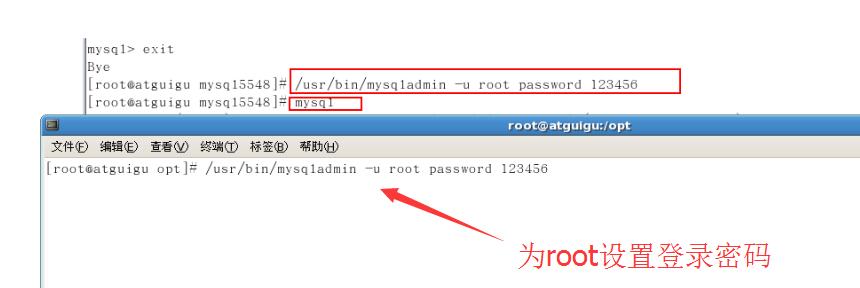 mysql> exit
Bye
[root@atguigu mysql5548]# /usr/bin/mysqladmin -u root password 123456
[root@atguigu mysql5548]# mysql
root@atguigu:/opt
文件(F) 编辑(E) 查看(V) 终端(T) 标签(B) 帮助(H)
[root@atguigu opt]# /usr/bin/mysqladmin -u root password 123456
为root设置登录密码